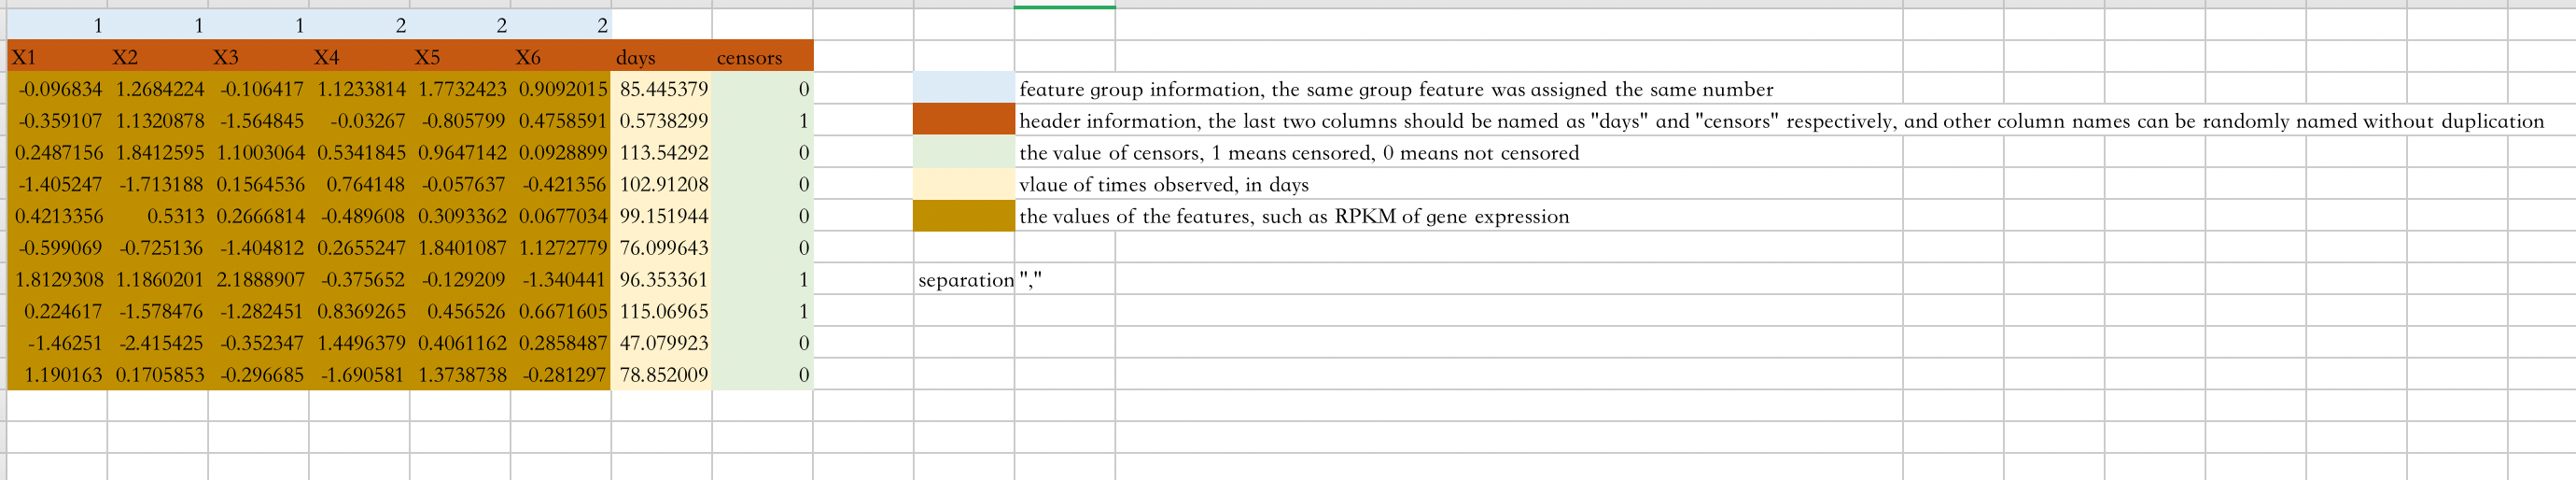 1 1 1 2 2 2
X1 X2 X3 X4 X5 X6 days censors
-0.096834 1.2684224 -0.106417 1.1233814 1.7732423 0.9092015 85.445379 0 feature group information, the same group feature was assigned the same number
-0.359107 1.1320878 -1.564845 -0.03267 -0.805799 0.4758591 0.5738299 1 header information, the last two columns should be named as "days" and "censors" respectively, and other column names can be randomly named without duplication
0.2487156 1.8412595 1.1003064 0.5341845 0.9647142 0.0928899 113.54292 0 the value of censors, 1 means censored, 0 means not censored
-1.405247 -1.713188 0.1564536 0.764148 -0.057637 -0.421356 102.91208 0 vlaue of times observed, in days
0.4213356 0.5313 0.2666814 -0.489608 0.3093362 0.0677034 99.151944 0 the values of the features, such as RPKM of gene expression
-0.599069 -0.725136 -1.404812 0.2655247 1.8401087 1.1272779 76.099643 0
1.8129308 1.1860201 2.1888907 -0.375652 -0.129209 -1.340441 96.353361 1 separation ","
0.224617 -1.578476 -1.282451 0.8369265 0.456526 0.6671605 115.06965 1
-1.46251 -2.415425 -0.352347 1.4496379 0.4061162 0.2858487 47.079923 0
1.190163 0.1705853 -0.296685 -1.690581 1.3738738 -0.281297 78.852009 0